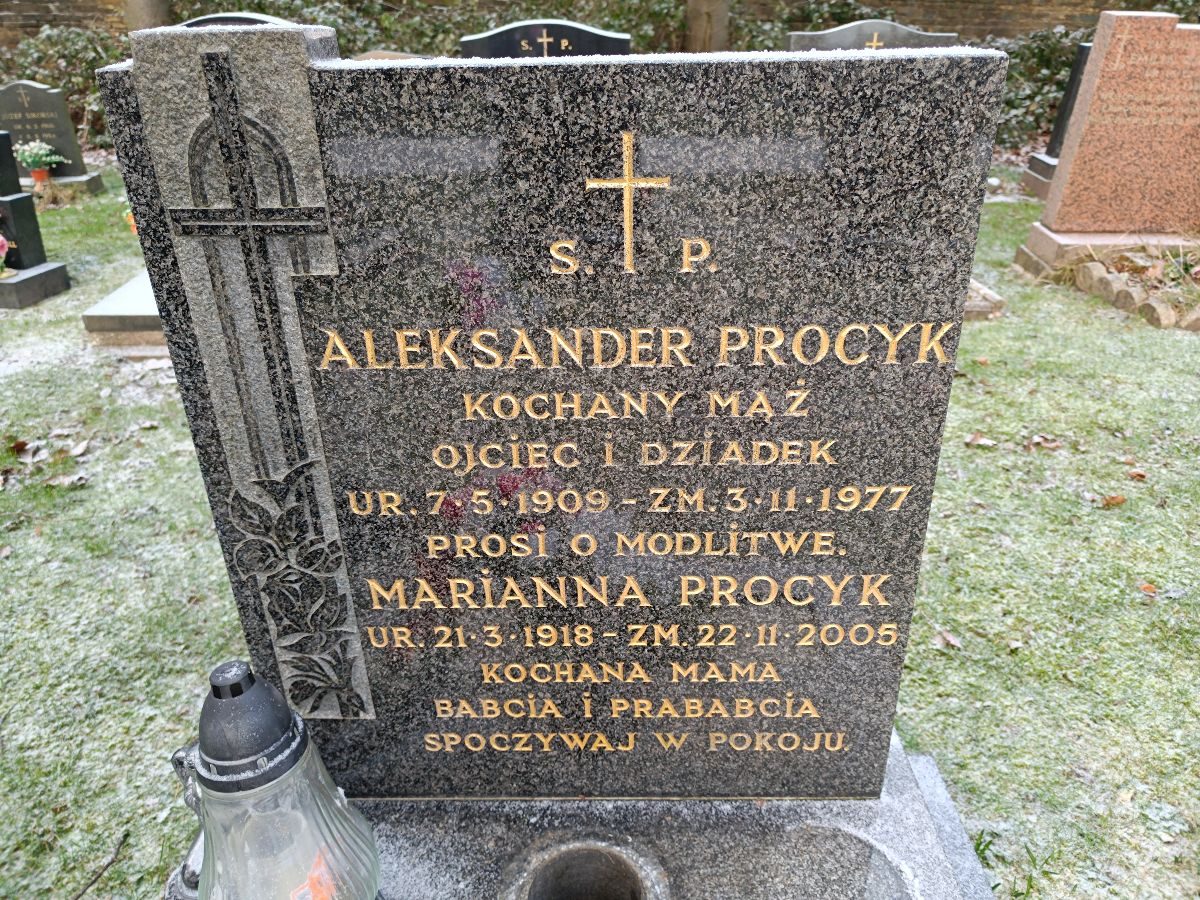 S. P.
ALEKSANDER PROCYK
KOCHANY MĄŻ
OJCIEC I DZIADEK
UR. 7·5·1909 – ZM. 3·11·1977
PROSI O MODLITWE.
MARIANNA PROCYK
UR. 21·3·1918 – ZM. 22·11·2005
KOCHANA MAMA
BABCIA I PRABABCIA
SPOCZYWAJ W POKOJU.
S. P.